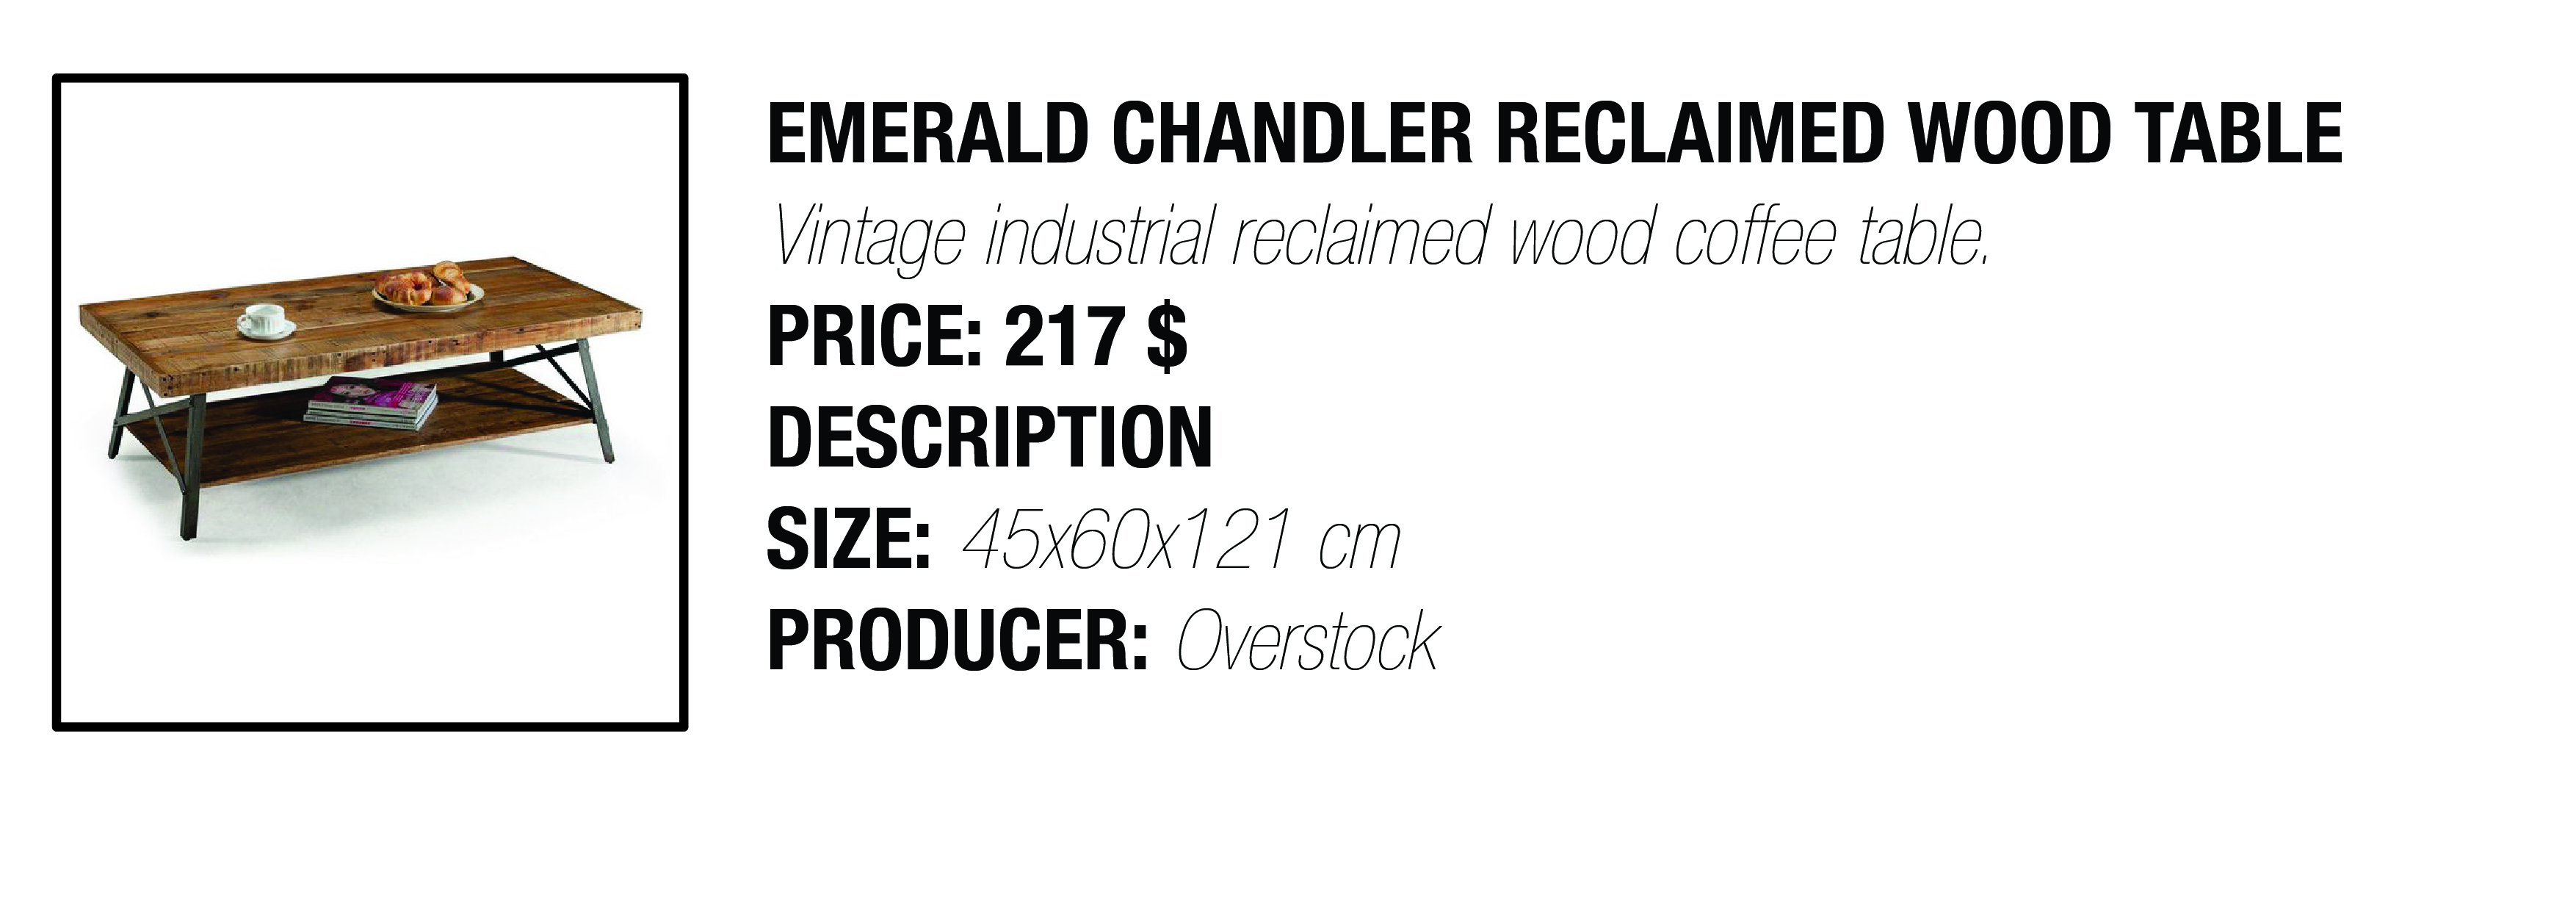 EMERALD CHANDLER RECLAIMED WOOD TABLE
Vintage industrial reclaimed wood coffee table.
PRICE: 217 $
DESCRIPTION
SIZE: 45x60x121 cm
PRODUCER: Overstock